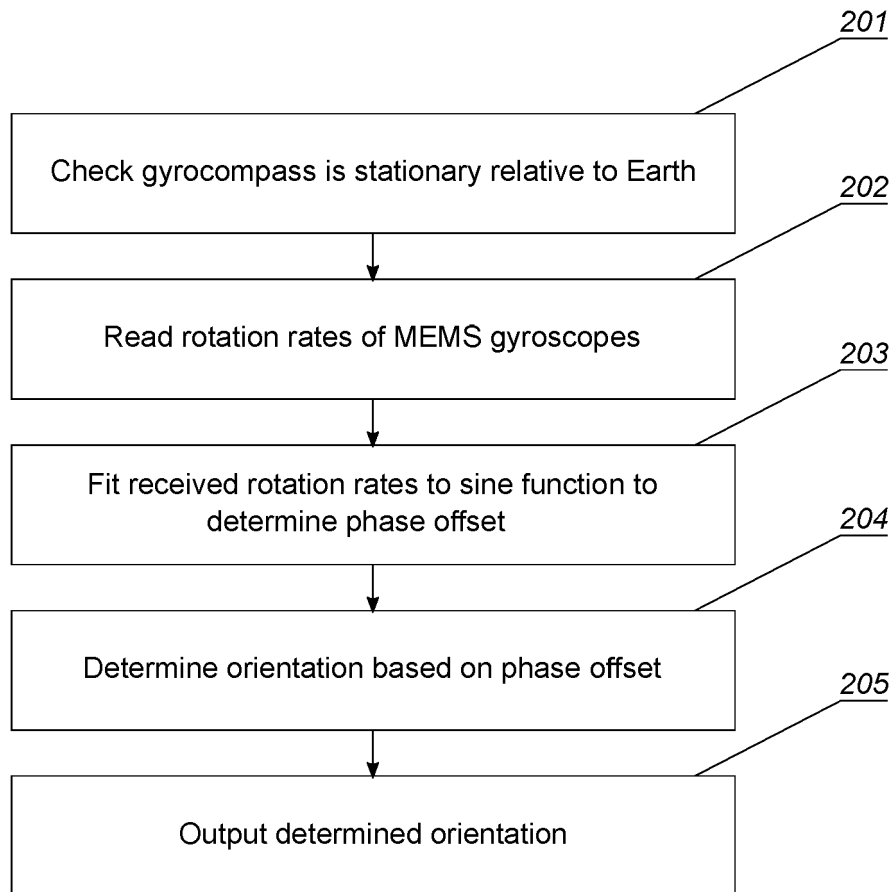 201
Check gyrocompass is stationary relative to Earth
202
Read rotation rates of MEMS gyroscopes
203
Fit received rotation rates to sine function to
determine phase offset
204
Determine orientation based on phase offset
205
Output determined orientation